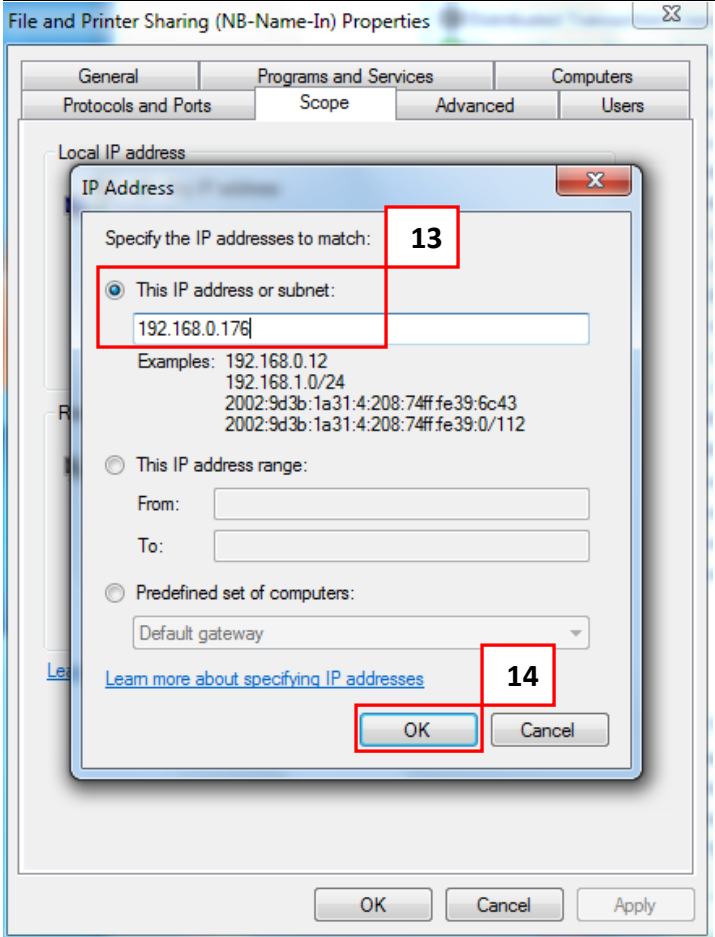 File and Printer Sharing (NB-Name-In) Properties
General Programs and Services Computers
Protocols and Ports Scope Advanced Users
Local IP address
IP Address
Specify the IP addresses to match:
13
This IP address or subnet:
192.168.0.176
Examples: 192.168.0.12
192.168.1.0/24
2002:9d3b:1a31:4:208:74ff:fe39:6c43
2002:9d3b:1a31:4:208:74ff:fe39:0/112
This IP address range:
From:
To:
Predefined set of computers:
Default gateway
Learn more about specifying IP addresses
14
OK Cancel
OK Cancel Apply